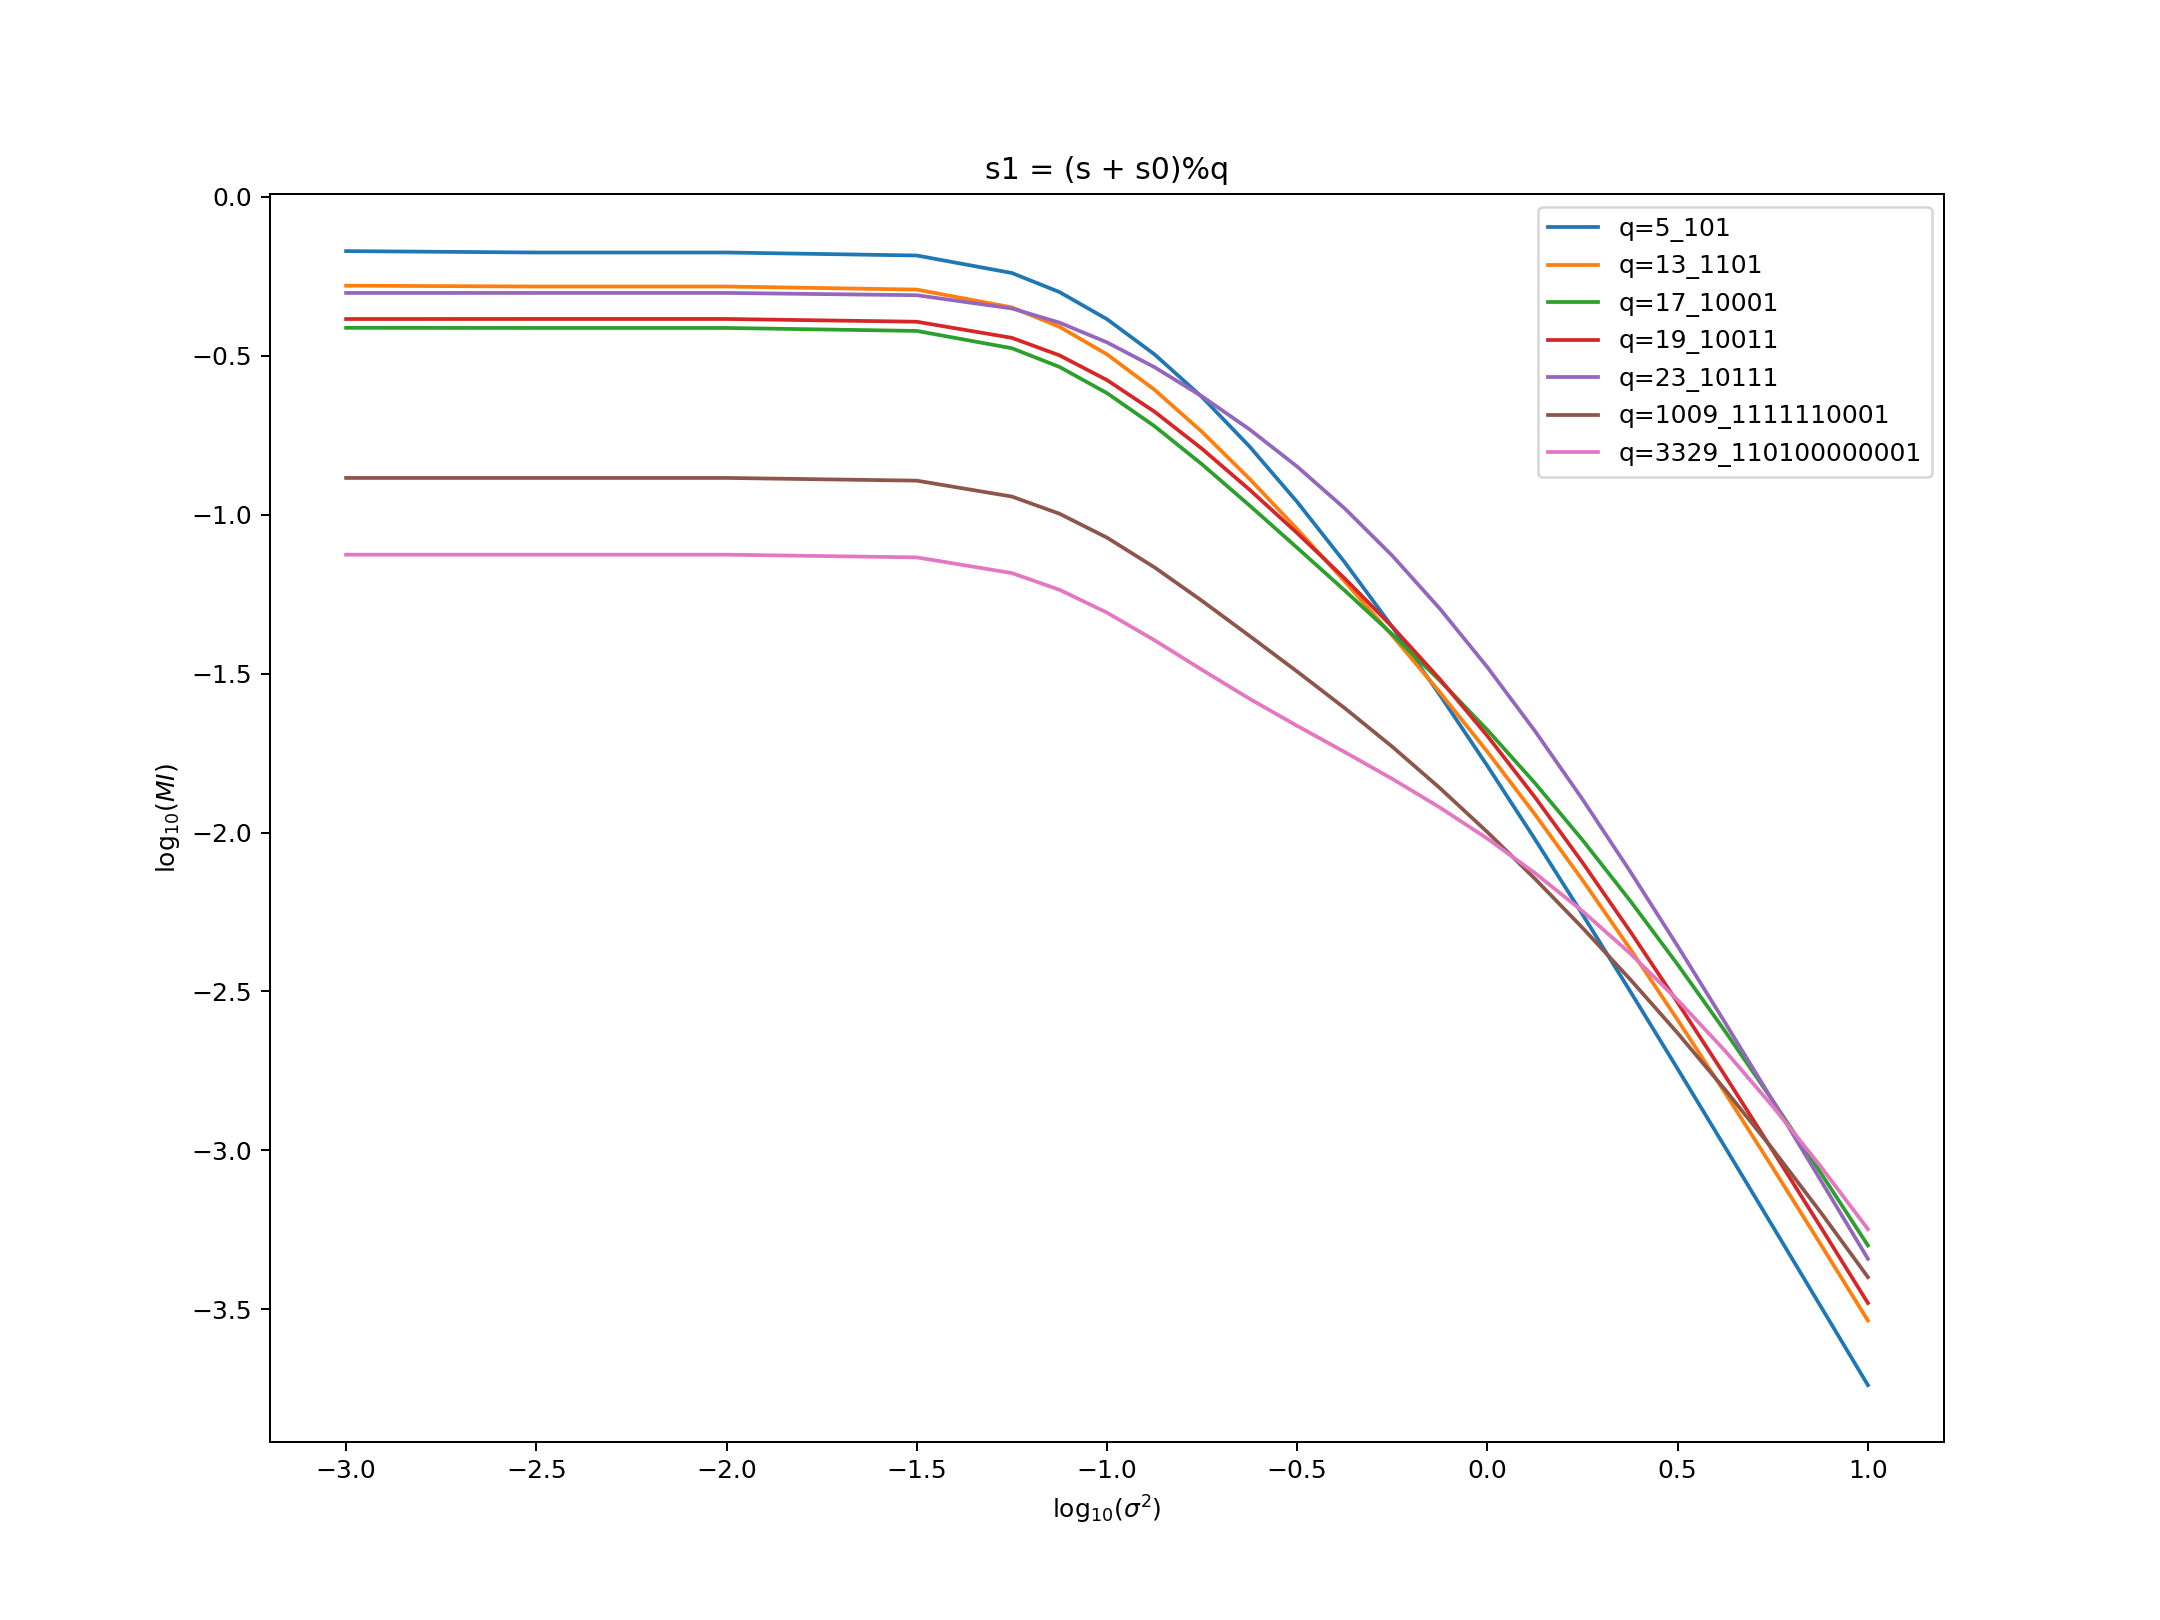 s1 = (s + s0)%q
0.0
−0.5
−1.0
−1.5
−2.0
−2.5
−3.0
−3.5
log₁₀(MI)
q=5_101
q=13_1101
q=17_10001
q=19_10011
q=23_10111
q=1009_1111110001
q=3329_110100000001
−3.0 −2.5 −2.0 −1.5 −1.0 −0.5 0.0 0.5 1.0
log₁₀(σ²)